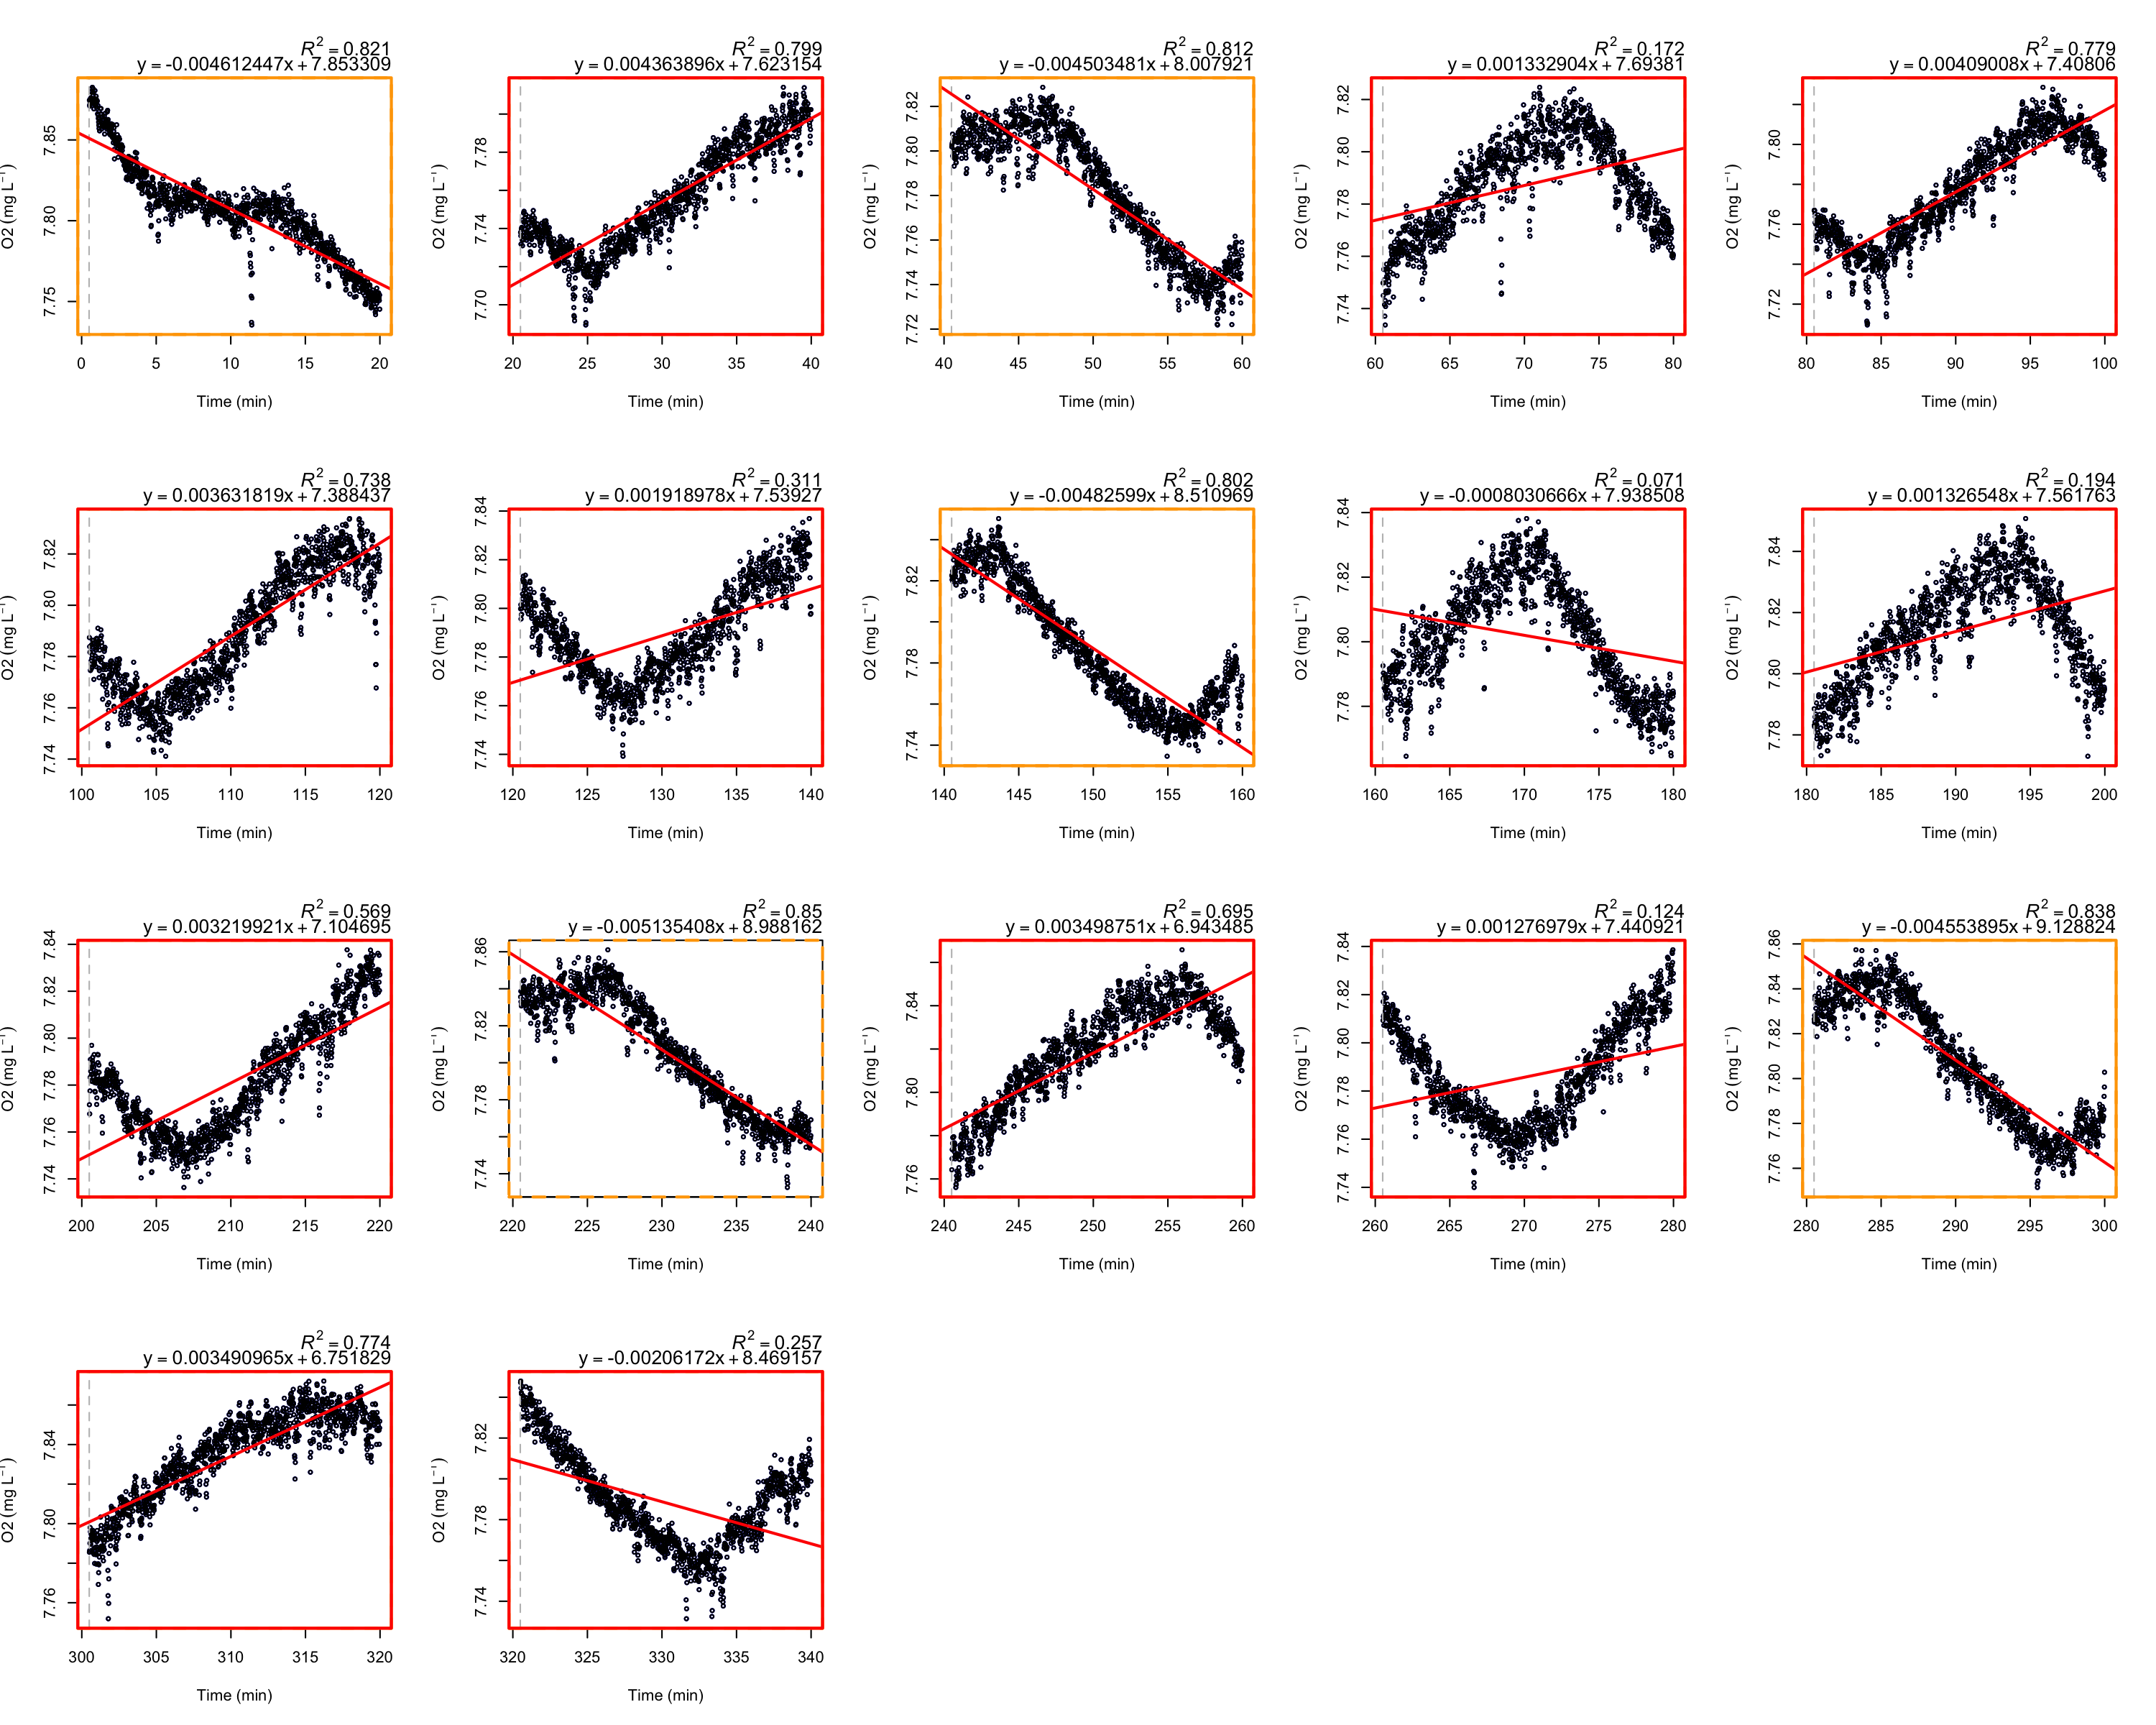 R² = 0.821
y = -0.004612447x + 7.853309
O2 (mg L⁻¹)
7.85
7.80
7.75
0 5 10 15 20
Time (min)
R² = 0.799
y = 0.004363896x + 7.623154
O2 (mg L⁻¹)
7.78
7.74
7.70
20 25 30 35 40
Time (min)
R² = 0.812
y = -0.004503481x + 8.007921
O2 (mg L⁻¹)
7.82
7.80
7.78
7.76
7.74
7.72
40 45 50 55 60
Time (min)
R² = 0.172
y = 0.001332904x + 7.69381
O2 (mg L⁻¹)
7.82
7.80
7.78
7.76
7.74
60 65 70 75 80
Time (min)
R² = 0.779
y = 0.00409008x + 7.40806
O2 (mg L⁻¹)
7.80
7.76
7.72
80 85 90 95 100
Time (min)
R² = 0.738
y = 0.003631819x + 7.388437
O2 (mg L⁻¹)
7.82
7.80
7.78
7.76
7.74
100 105 110 115 120
Time (min)
R² = 0.311
y = 0.001918978x + 7.53927
O2 (mg L⁻¹)
7.84
7.82
7.80
7.78
7.76
7.74
120 125 130 135 140
Time (min)
R² = 0.802
y = -0.00482599x + 8.510969
O2 (mg L⁻¹)
7.82
7.78
7.74
140 145 150 155 160
Time (min)
R² = 0.071
y = -0.0008030666x + 7.938508
O2 (mg L⁻¹)
7.84
7.82
7.80
7.78
160 165 170 175 180
Time (min)
R² = 0.194
y = 0.001326548x + 7.561763
O2 (mg L⁻¹)
7.84
7.82
7.80
7.78
180 185 190 195 200
Time (min)
R² = 0.569
y = 0.003219921x + 7.104695
O2 (mg L⁻¹)
7.84
7.82
7.80
7.78
7.76
7.74
200 205 210 215 220
Time (min)
R² = 0.85
y = -0.005135408x + 8.988162
O2 (mg L⁻¹)
7.86
7.82
7.78
7.74
220 225 230 235 240
Time (min)
R² = 0.695
y = 0.003498751x + 6.943485
O2 (mg L⁻¹)
7.84
7.80
7.76
240 245 250 255 260
Time (min)
R² = 0.124
y = 0.001276979x + 7.440921
O2 (mg L⁻¹)
7.84
7.82
7.80
7.78
7.76
7.74
260 265 270 275 280
Time (min)
R² = 0.838
y = -0.004553895x + 9.128824
O2 (mg L⁻¹)
7.86
7.84
7.82
7.80
7.78
7.76
280 285 290 295 300
Time (min)
R² = 0.774
y = 0.003490965x + 6.751829
O2 (mg L⁻¹)
7.84
7.80
7.76
300 305 310 315 320
Time (min)
R² = 0.257
y = -0.00206172x + 8.469157
O2 (mg L⁻¹)
7.82
7.78
7.74
320 325 330 335 340
Time (min)